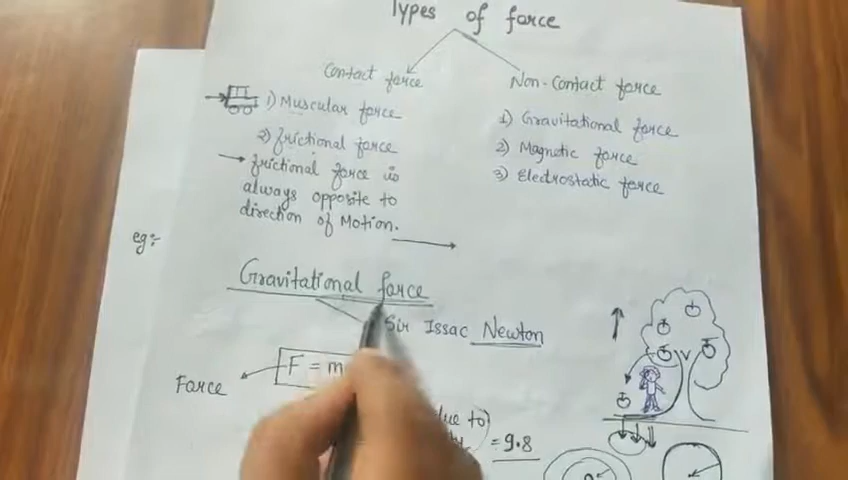 Types of force
Contact force
1) Muscular force
2) frictional force
→ frictional force is
always opposite to
direction of Motion.
Non-Contact force
1) Gravitational force
2) Magnetic force
3) Electrostatic force
eg:-
Gravitational force
Sir Issac Newton
F = m
Force
due to
= 9.8